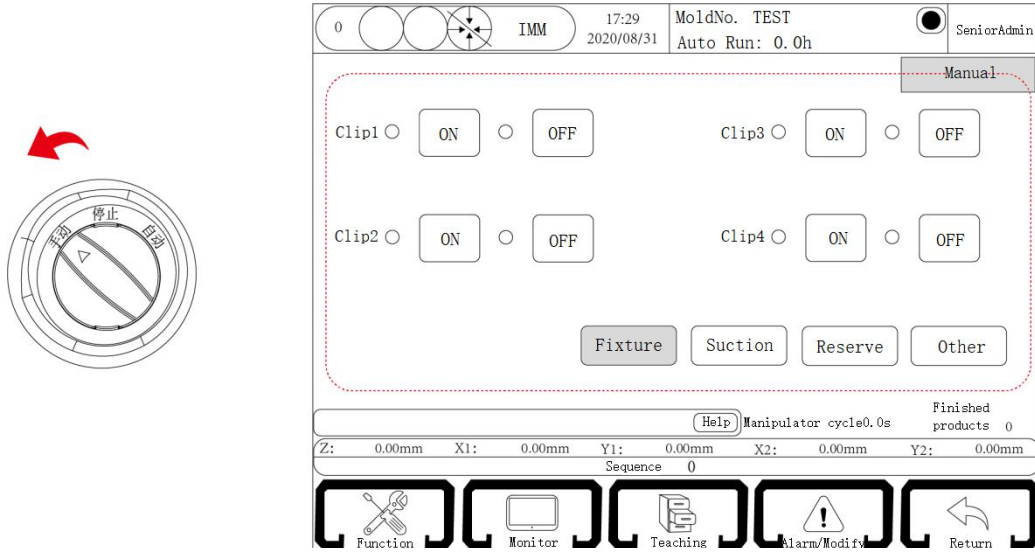 停止
手动
自动
0
IMM
17:29
2020/08/31
MoldNo. TEST
Auto Run: 0.0h
SeniorAdmin
Manual
Clip1 ON OFF
Clip3 ON OFF
Clip2 ON OFF
Clip4 ON OFF
Fixture Suction Reserve Other
Help Manipulator cycle0.0s
Finished
products 0
Z: 0.00mm X1: 0.00mm Y1: 0.00mm X2: 0.00mm Y2: 0.00mm
Sequence 0
Function Monitor Teaching Alarm/Modify Return